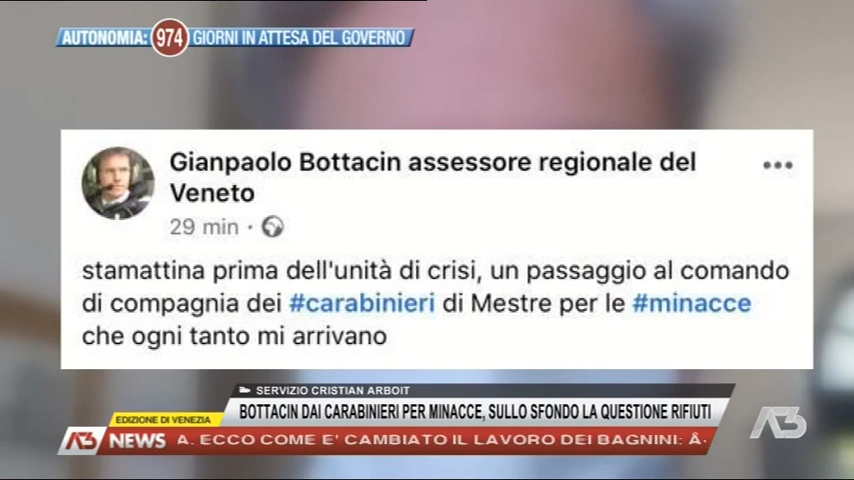 AUTONOMIA: 974 GIORNI IN ATTESA DEL GOVERNO
Gianpaolo Bottacin assessore regionale del
Veneto
29 min ·
stamattina prima dell'unità di crisi, un passaggio al comando
di compagnia dei #carabinieri di Mestre per le #minacce
che ogni tanto mi arrivano
SERVIZIO CRISTIAN ARBOIT
BOTTACIN DAI CARABINIERI PER MINACCE, SULLO SFONDO LA QUESTIONE RIFIUTI
EDIZIONE DI VENEZIA
A3 NEWS A. ECCO COME E' CAMBIATO IL LAVORO DEI BAGNINI: Â·
A3